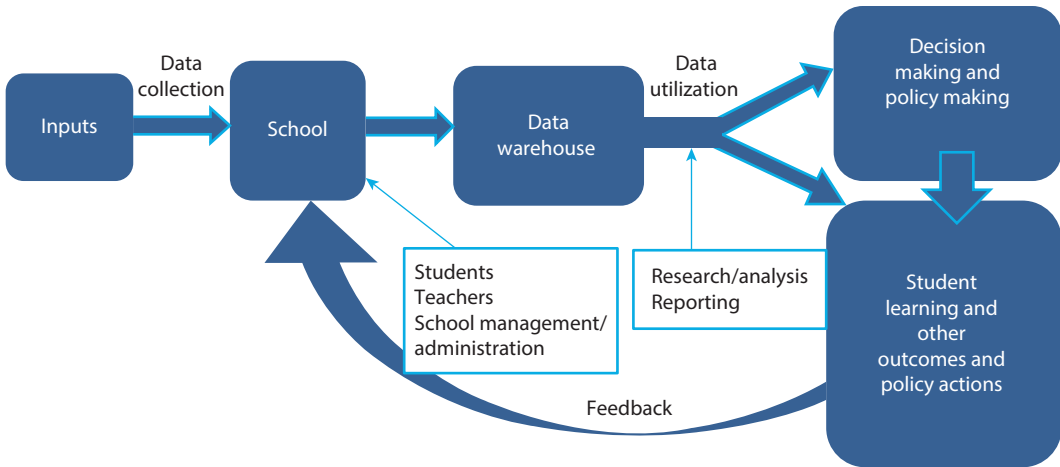 Data
collection
Inputs
School
Data
warehouse
Data
utilization
Decision
making and
policy making
Students
Teachers
School management/
administration
Research/analysis
Reporting
Student
learning and
other
outcomes and
policy actions
Feedback